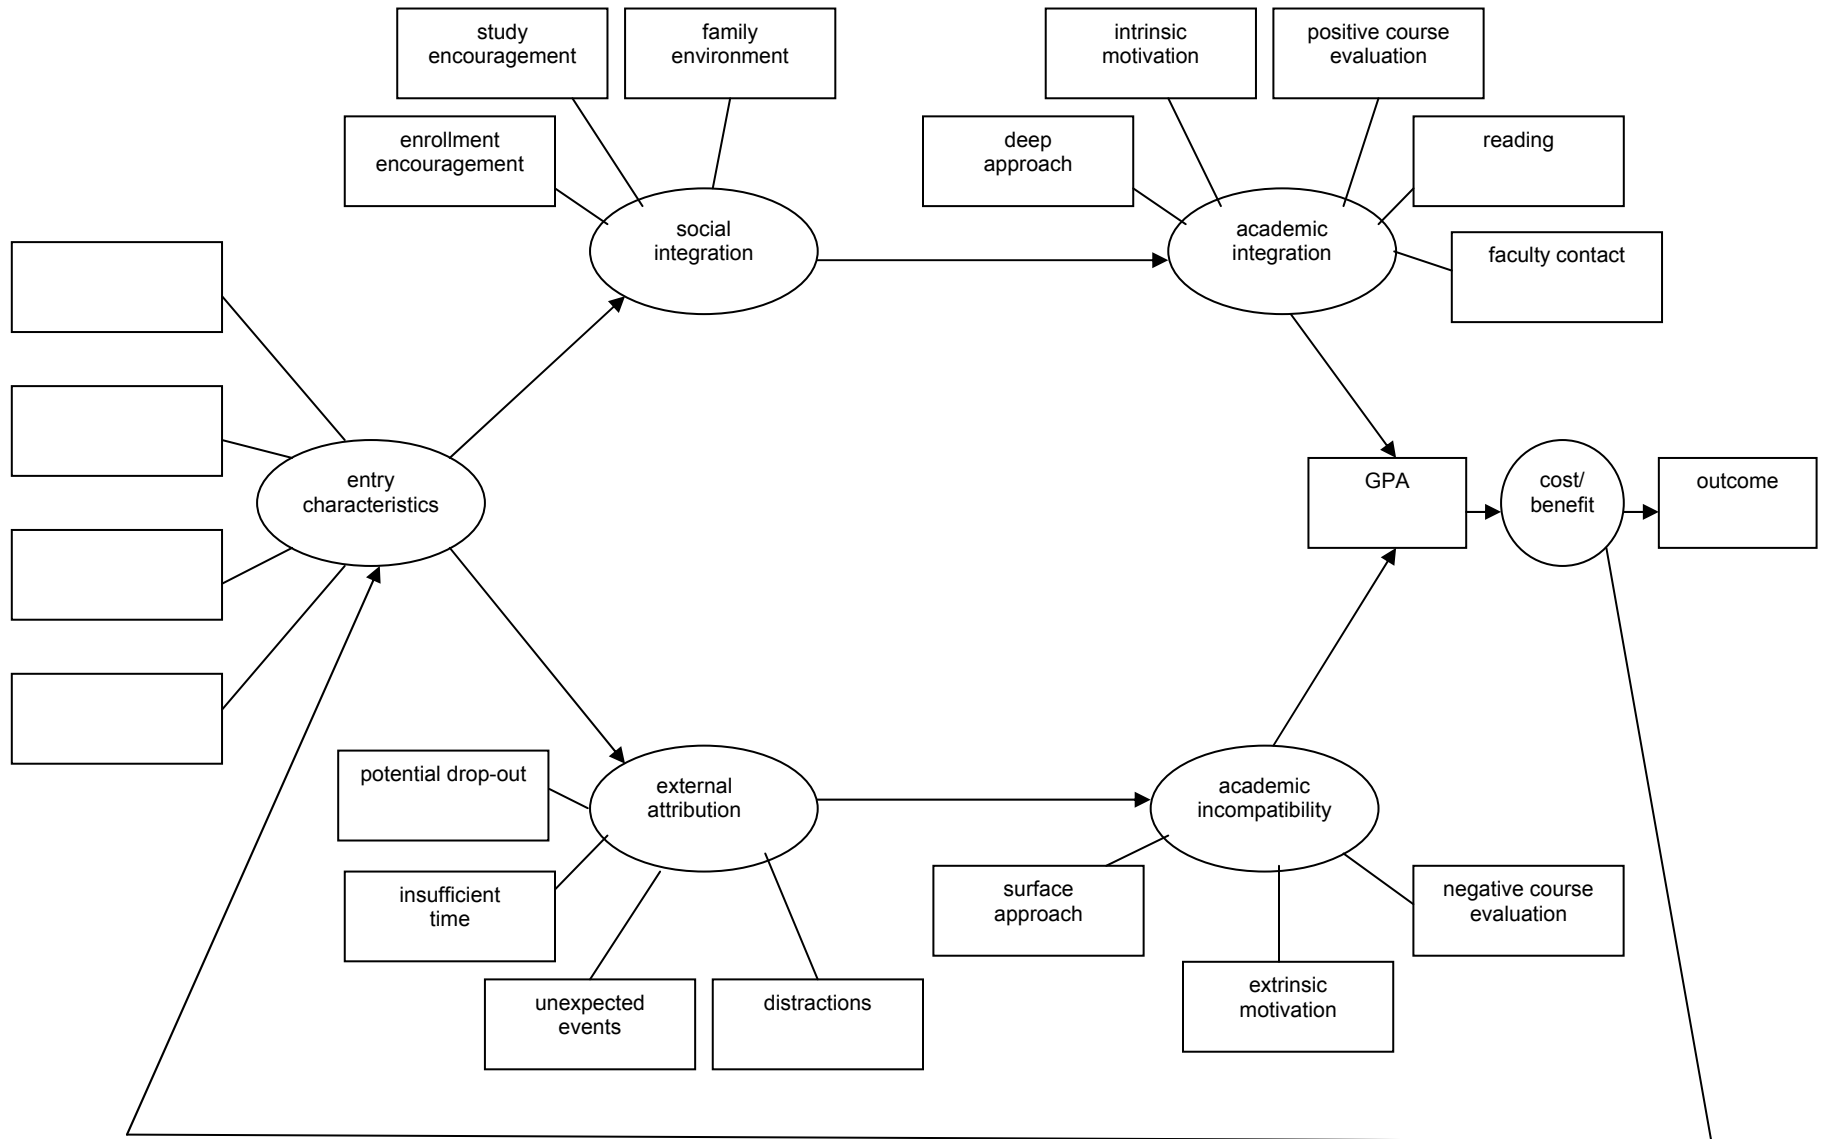 study
encouragement
family
environment
intrinsic
motivation
positive course
evaluation
enrollment
encouragement
deep
approach
reading
social
integration
academic
integration
faculty contact
entry
characteristics
GPA
cost/
benefit
outcome
potential drop-out
external
attribution
academic
incompatibility
insufficient
time
surface
approach
negative course
evaluation
unexpected
events
distractions
extrinsic
motivation